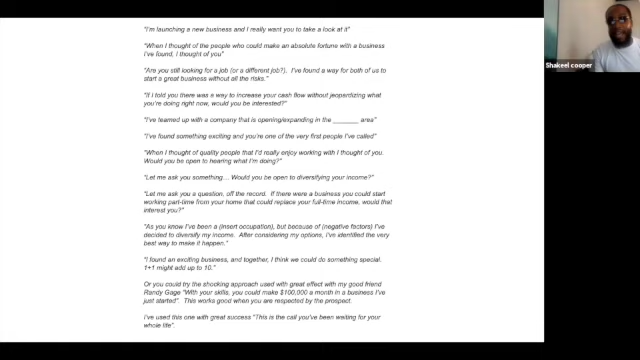 "I'm launching a new business and I really want you to take a look at it"
"When I thought of the people who could make an absolute fortune with a business
I've found, I thought of you"
"Are you still looking for a job (or a different job?). I've found a way for both of us to
start a great business without all the risks."
"If I told you there was a way to increase your cash flow without jeopardizing what
you're doing right now, would you be interested?"
"I've teamed up with a company that is opening/expanding in the _______ area"
"I've found something exciting and you're one of the very first people I've called"
"When I thought of quality people that I'd really enjoy working with I thought of you.
Would you be open to hearing what I'm doing?"
"Let me ask you something… Would you be open to diversifying your income?"
"Let me ask you a question, off the record. If there were a business you could start
working part-time from your home that could replace your full-time income, would that
interest you?"
"As you know I've been a (insert occupation), but because of (negative factors) I've
decided to diversify my income. After considering my options, I've identified the very
best way to make it happen."
"I found an exciting business, and together, I think we could do something special.
1+1 might add up to 10."
Or you could try the shocking approach used with great effect with my good friend
Randy Gage "With your skills, you could make $100,000 a month in a business I've
just started". This works good when you are respected by the prospect.
I've used this one with great success "This is the call you've been waiting for your
whole life".
Shakeel cooper